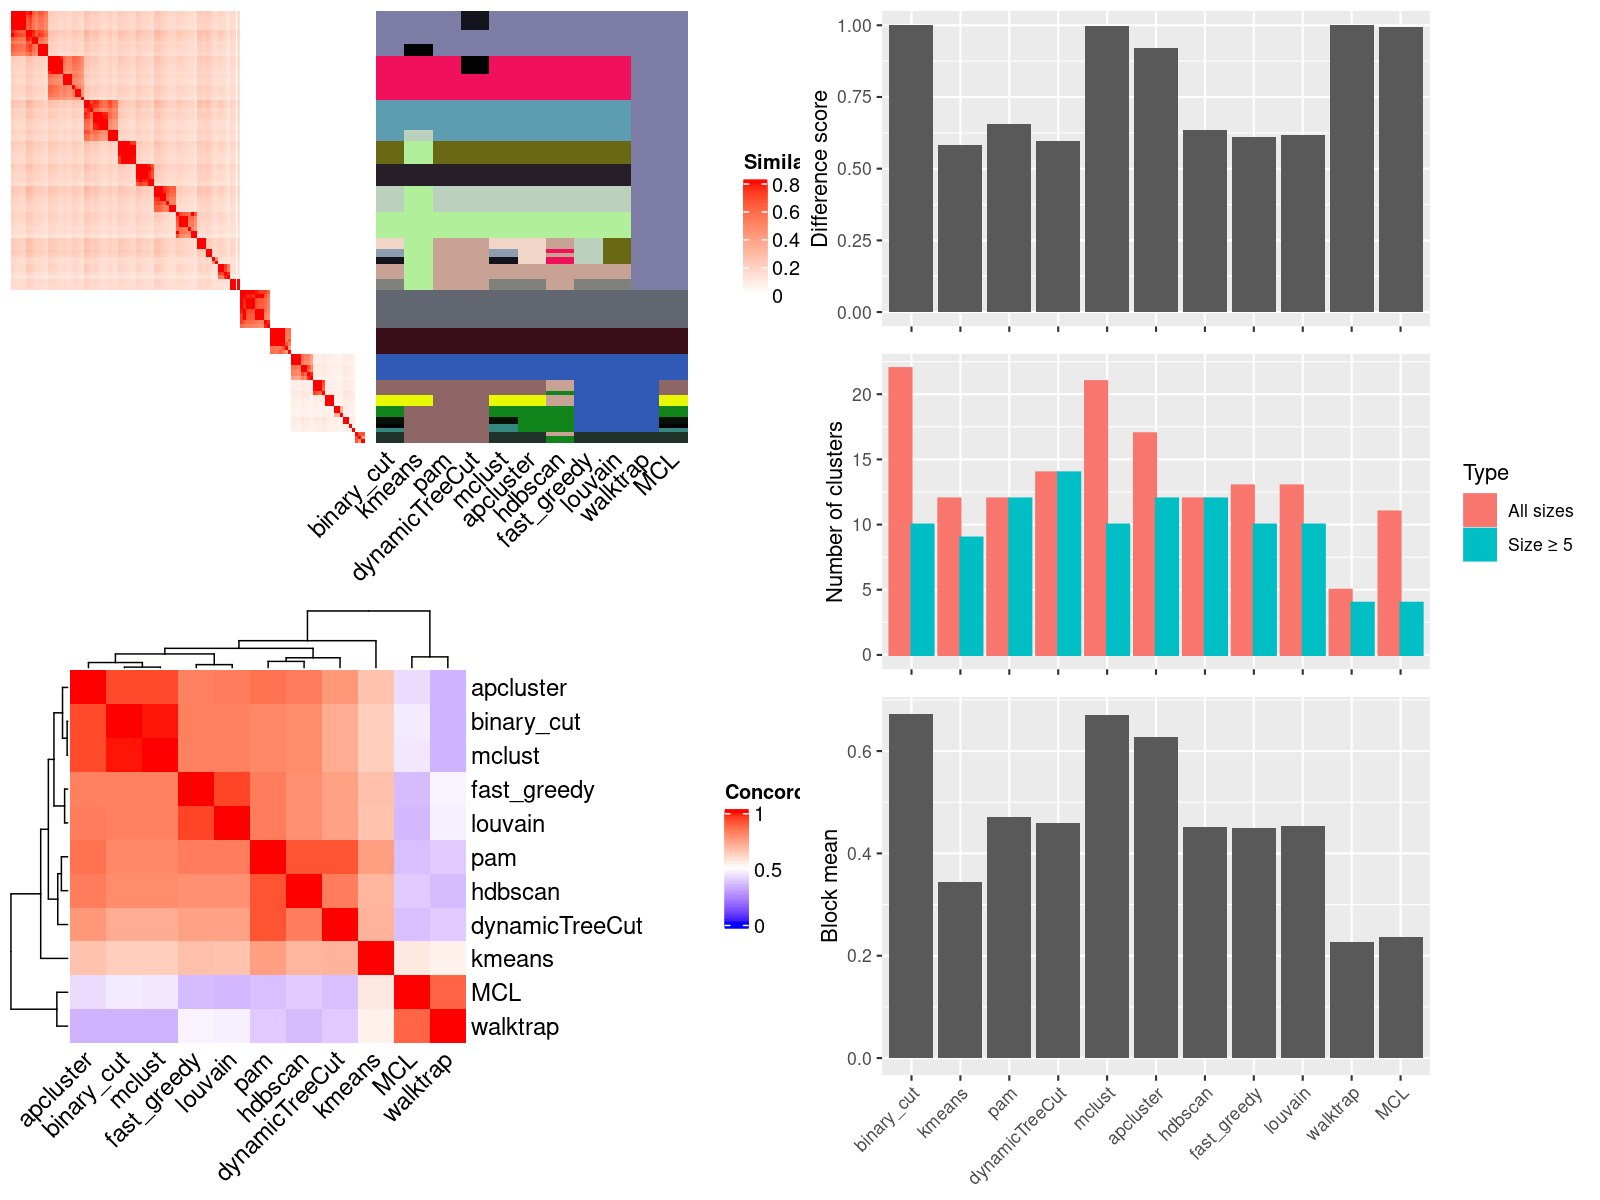 Simila
0.8
0.6
0.4
0.2
0
binary_cut
kmeans
pam
dynamicTreeCut
mclust
apcluster
hdbscan
fast_greedy
louvain
walktrap
MCL
apcluster
binary_cut
mclust
fast_greedy
louvain
pam
hdbscan
dynamicTreeCut
kmeans
MCL
walktrap
Concord
1
0.5
0
apcluster
binary_cut
mclust
fast_greedy
louvain
pam
hdbscan
dynamicTreeCut
kmeans
MCL
walktrap
Difference score
1.00
0.75
0.50
0.25
0.00
Number of clusters
20
15
10
5
0
Type
All sizes
Size ≥ 5
Block mean
0.6
0.4
0.2
0.0
binary_cut
kmeans
pam
dynamicTreeCut
mclust
apcluster
hdbscan
fast_greedy
louvain
walktrap
MCL